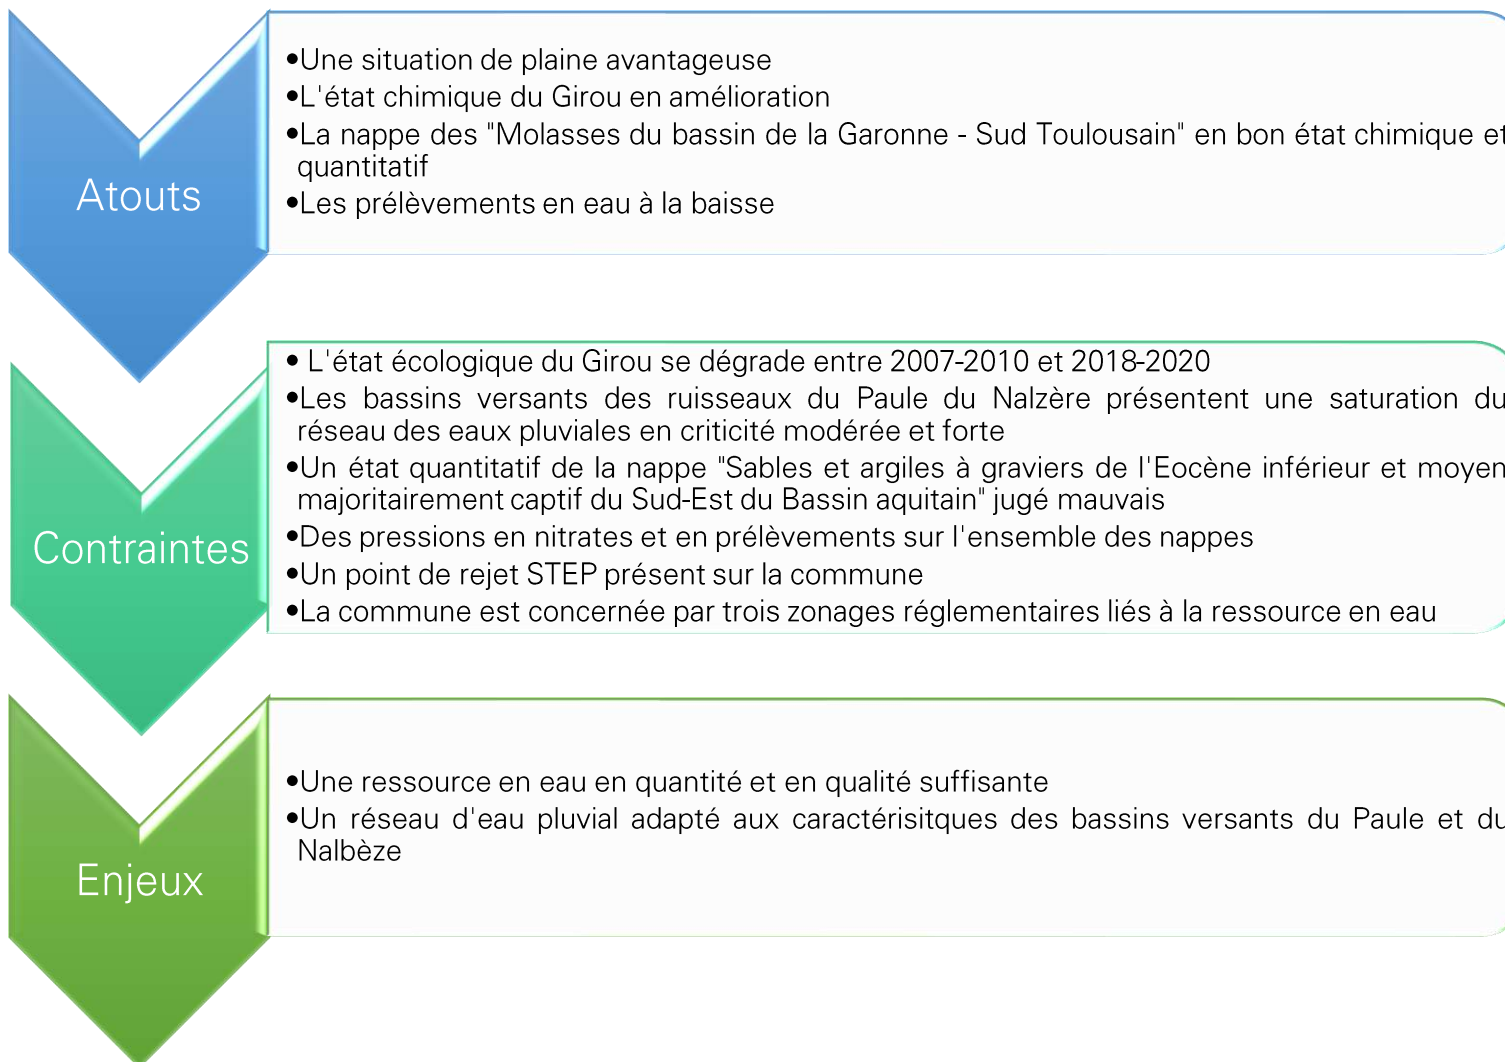 Atouts
•Une situation de plaine avantageuse
•L'état chimique du Girou en amélioration
•La nappe des "Molasses du bassin de la Garonne - Sud Toulousain" en bon état chimique et
quantitatif
•Les prélèvements en eau à la baisse
Contraintes
• L'état écologique du Girou se dégrade entre 2007-2010 et 2018-2020
•Les bassins versants des ruisseaux du Paule du Nalzère présentent une saturation du
réseau des eaux pluviales en criticité modérée et forte
•Un état quantitatif de la nappe "Sables et argiles à graviers de l'Eocène inférieur et moyen
majoritairement captif du Sud-Est du Bassin aquitain" jugé mauvais
•Des pressions en nitrates et en prélèvements sur l'ensemble des nappes
•Un point de rejet STEP présent sur la commune
•La commune est concernée par trois zonages réglementaires liés à la ressource en eau
Enjeux
•Une ressource en eau en quantité et en qualité suffisante
•Un réseau d'eau pluvial adapté aux caractérisitques des bassins versants du Paule et du
Nalbèze